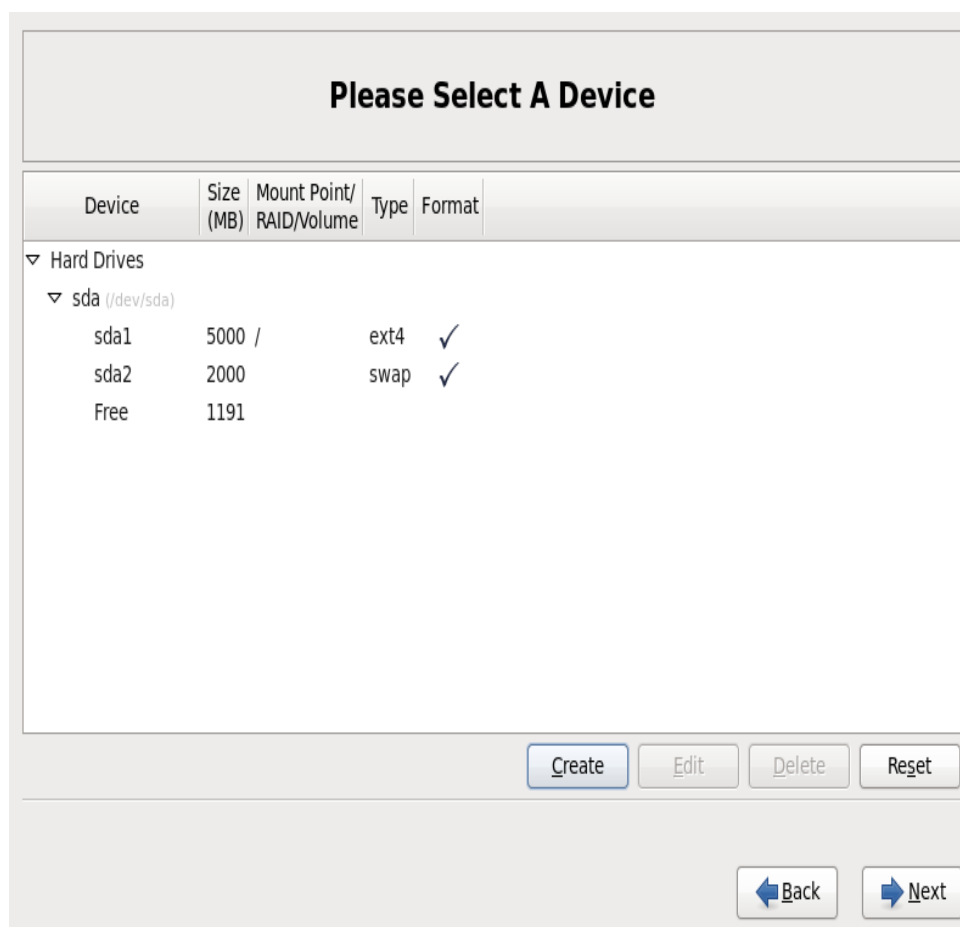 Please Select A Device
Device
Size
(MB)
Mount Point/
RAID/Volume
Type
Format
Hard Drives
sda (/dev/sda)
sda1 5000 / ext4
sda2 2000 swap
Free 1191
Create Edit Delete Reset
Back Next